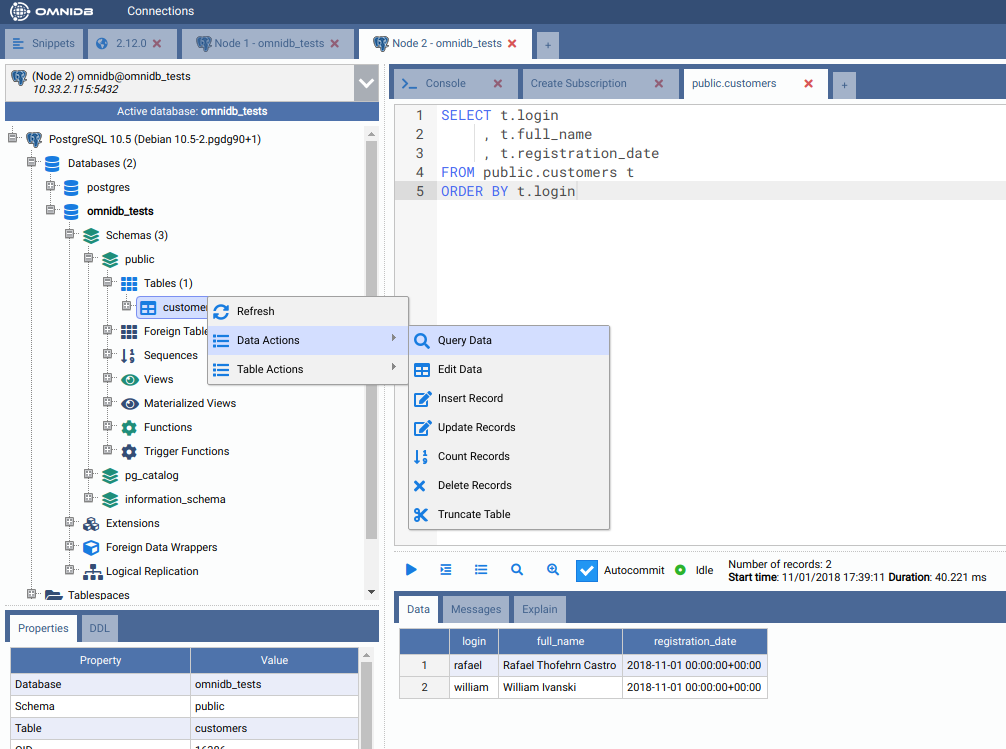 OMNIDB Connections
Snippets 2.12.0 Node 1 - omnidb_tests Node 2 - omnidb_tests +
(Node 2) omnidb@omnidb_tests
10.33.2.115:5432
Active database: omnidb_tests
PostgreSQL 10.5 (Debian 10.5-2.pgdg90+1)
Databases (2)
postgres
omnidb_tests
Schemas (3)
public
Tables (1)
Foreign
Sequences
Views
Materialized Views
Functions
Trigger Functions
pg_catalog
information_schema
Extensions
Foreign Data Wrappers
Logical Replication
Tablespaces
Refresh
Data Actions
Table Actions
Query Data
Edit Data
Insert Record
Update Records
Count Records
Delete Records
Truncate Table
Properties DDL
Property Value
Database omnidb_tests
Schema public
Table customers
Console Create Subscription public.customers +
1 SELECT t.login
2 , t.full_name
3 , t.registration_date
4 FROM public.customers t
5 ORDER BY t.login
Autocommit Idle
Number of records: 2
Start time: 11/01/2018 17:39:11 Duration: 40.221 ms
Data Messages Explain
login full_name registration_date
1 rafael Rafael Thofehrn Castro 2018-11-01 00:00:00+00:00
2 william William Ivanski 2018-11-01 00:00:00+00:00